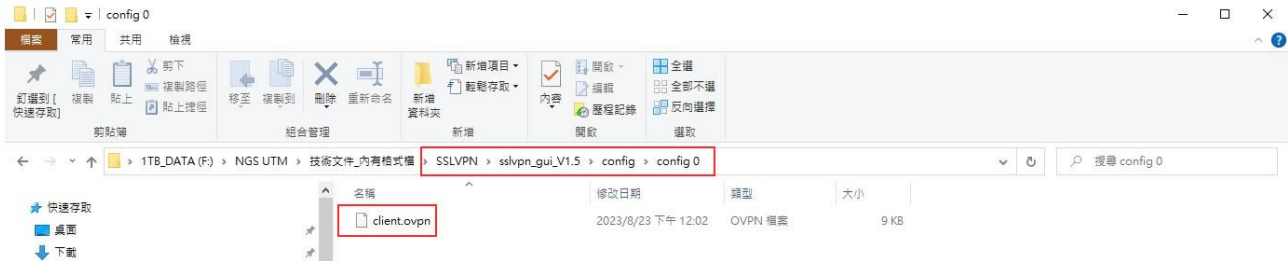 config 0
檔案 常用 共用 檢視
釘選到 [快速存取]
複製
貼上
剪下
複製路徑
貼上捷徑
剪貼簿
移至
複製到
刪除
重新命名
組合管理
新增資料夾
新增項目
輕鬆存取
新增
內容
開啟
編輯
歷程記錄
開啟
全選
全部不選
反向選擇
選取
1TB_DATA (F:) > NGS UTM > 技術文件_內有格式檔 > SSLVPN > sslvpn_gui_V1.5 > config > config 0
搜尋 config 0
名稱 修改日期 類型 大小
快速存取
client.ovpn 2023/8/23 下午 12:02 OVPN 檔案 9 KB
桌面
下載